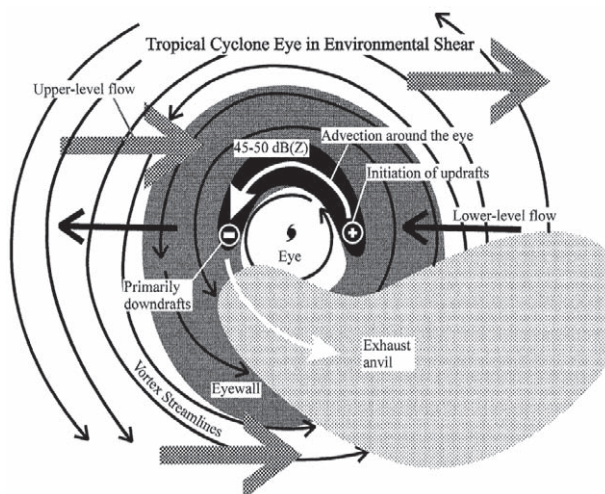 Tropical Cyclone Eye in Environmental Shear
Upper-level flow
45-50 dB(Z)
Advection around the eye
Initiation of updrafts
Lower-level flow
+
-
Eye
Primarily
downdrafts
Exhaust
anvil
Eyewall
Vortex Streamlines